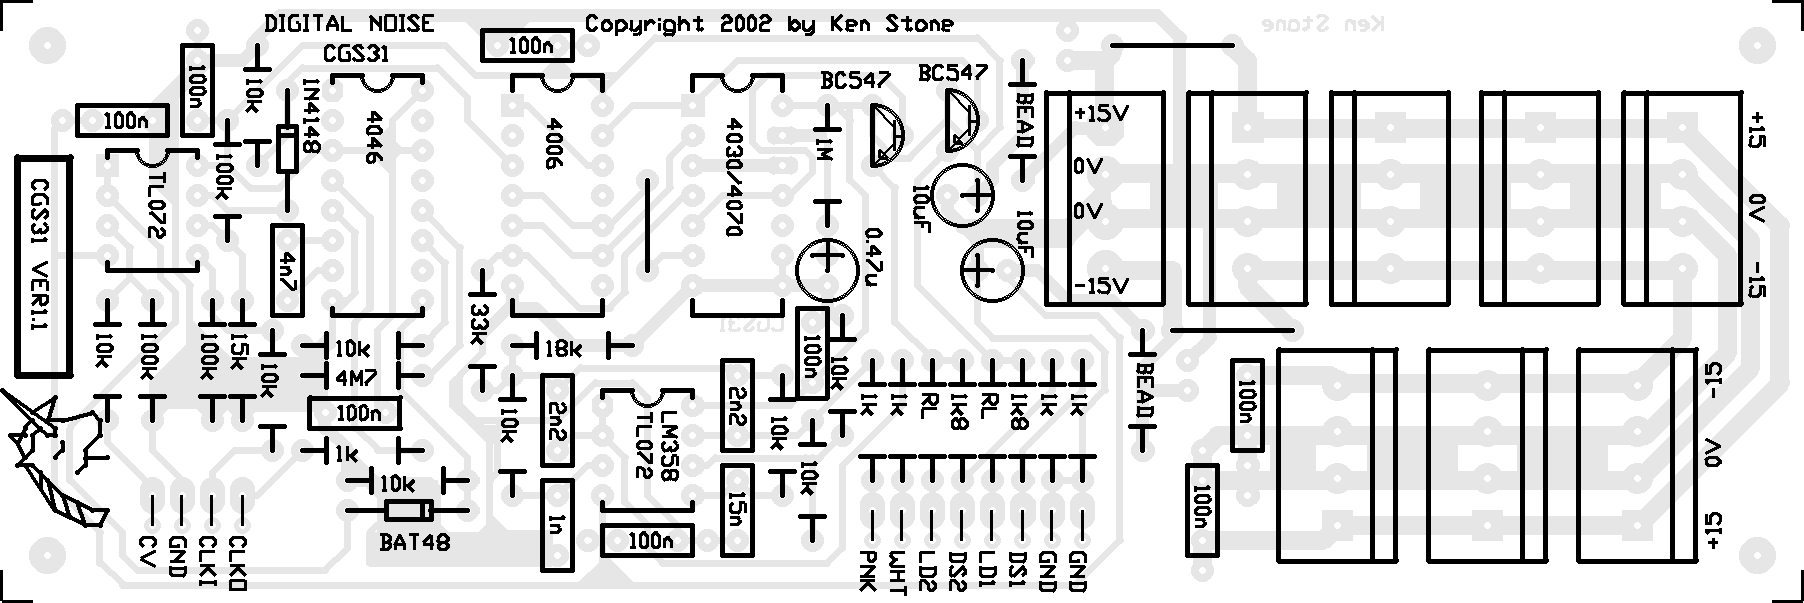 DIGITAL NOISE
Copyright 2002 by Ken Stone
Ken Stone
CGS31
100n
100n
100n
10k
1N4148
100k
TL072
4046
4006
4030/4070
BC547
BC547
1M
BEAD
10uF
10uF
0.47u
+15V
0V
0V
-15V
+15
0V
-15
CGS31 VER1.1
4n7
10k
100k
100k
15k
10k
10k
4M7
100n
1k
10k
BAT48
33k
18k
10k
2n2
1n
LM358
TL072
100n
2n2
15n
CGS31
100n
10k
10k
10k
1k
1k
RL
1k8
RL
1k8
1k
1k
BEAD
100n
100n
-15
0V
+15
CV
GND
CLKI
CLKO
PNK
WHT
LD2
DS2
LD1
DS1
GND
GND